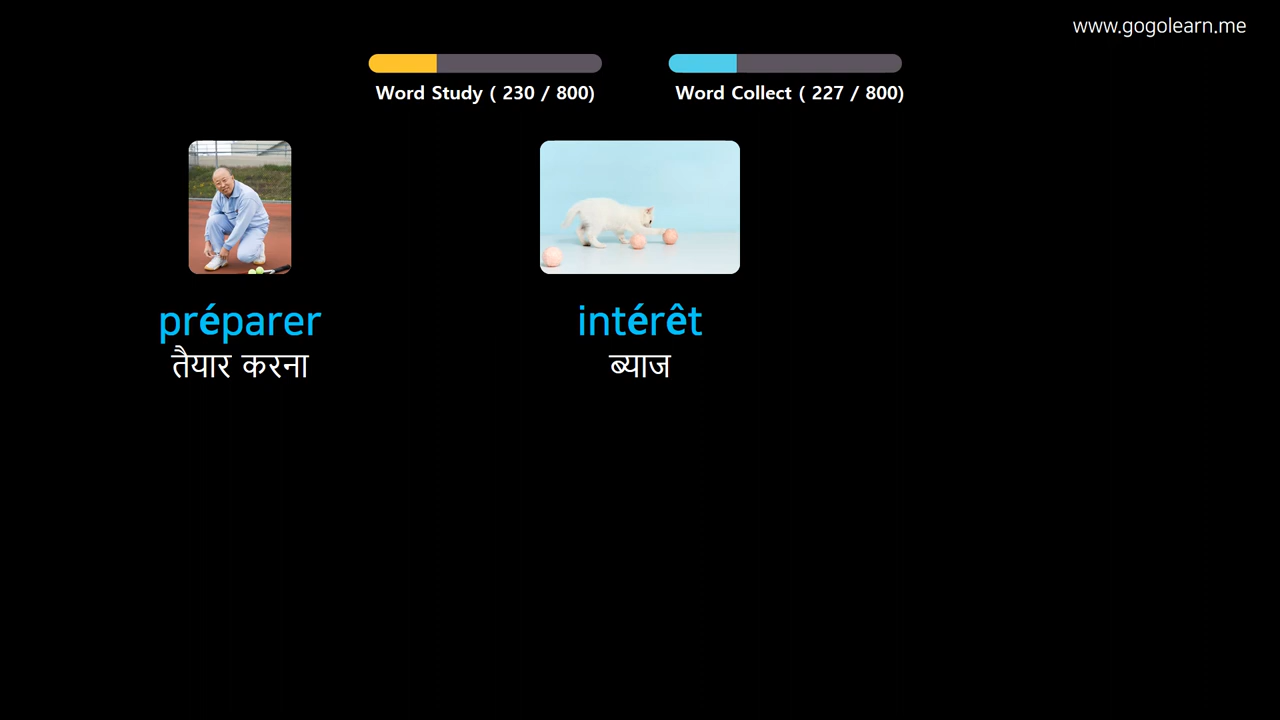 www.gogolearn.me
Word Study ( 230 / 800)
Word Collect ( 227 / 800)
préparer
तैयार करना
intérêt
ब्याज